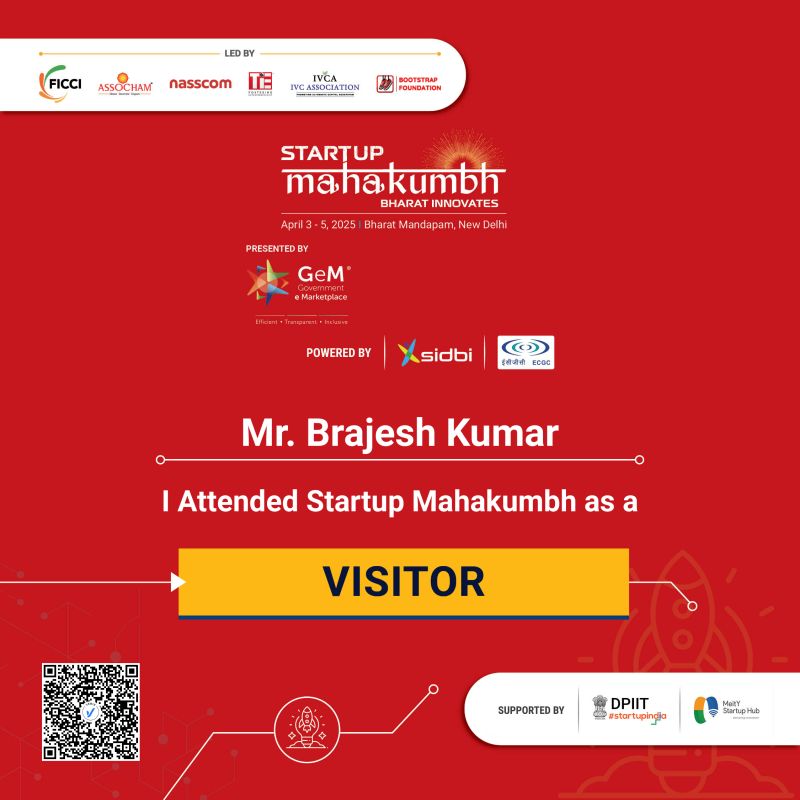 LED BY
FICCI
ASSOCHAM
nasscom
TiE
IVCA
IVC ASSOCIATION
BOOTSTRAP
FOUNDATION
STARTUP
mahakumbh
BHARAT INNOVATES
April 3 - 5, 2025 | Bharat Mandapam, New Delhi
PRESENTED BY
GeM
Government
e Marketplace
Efficient • Transparent • Inclusive
POWERED BY
sidbi
ईसीजीसी ECGC
Mr. Brajesh Kumar
I Attended Startup Mahakumbh as a
VISITOR
SUPPORTED BY
DPIIT
#startupindia
MeitY
Startup Hub